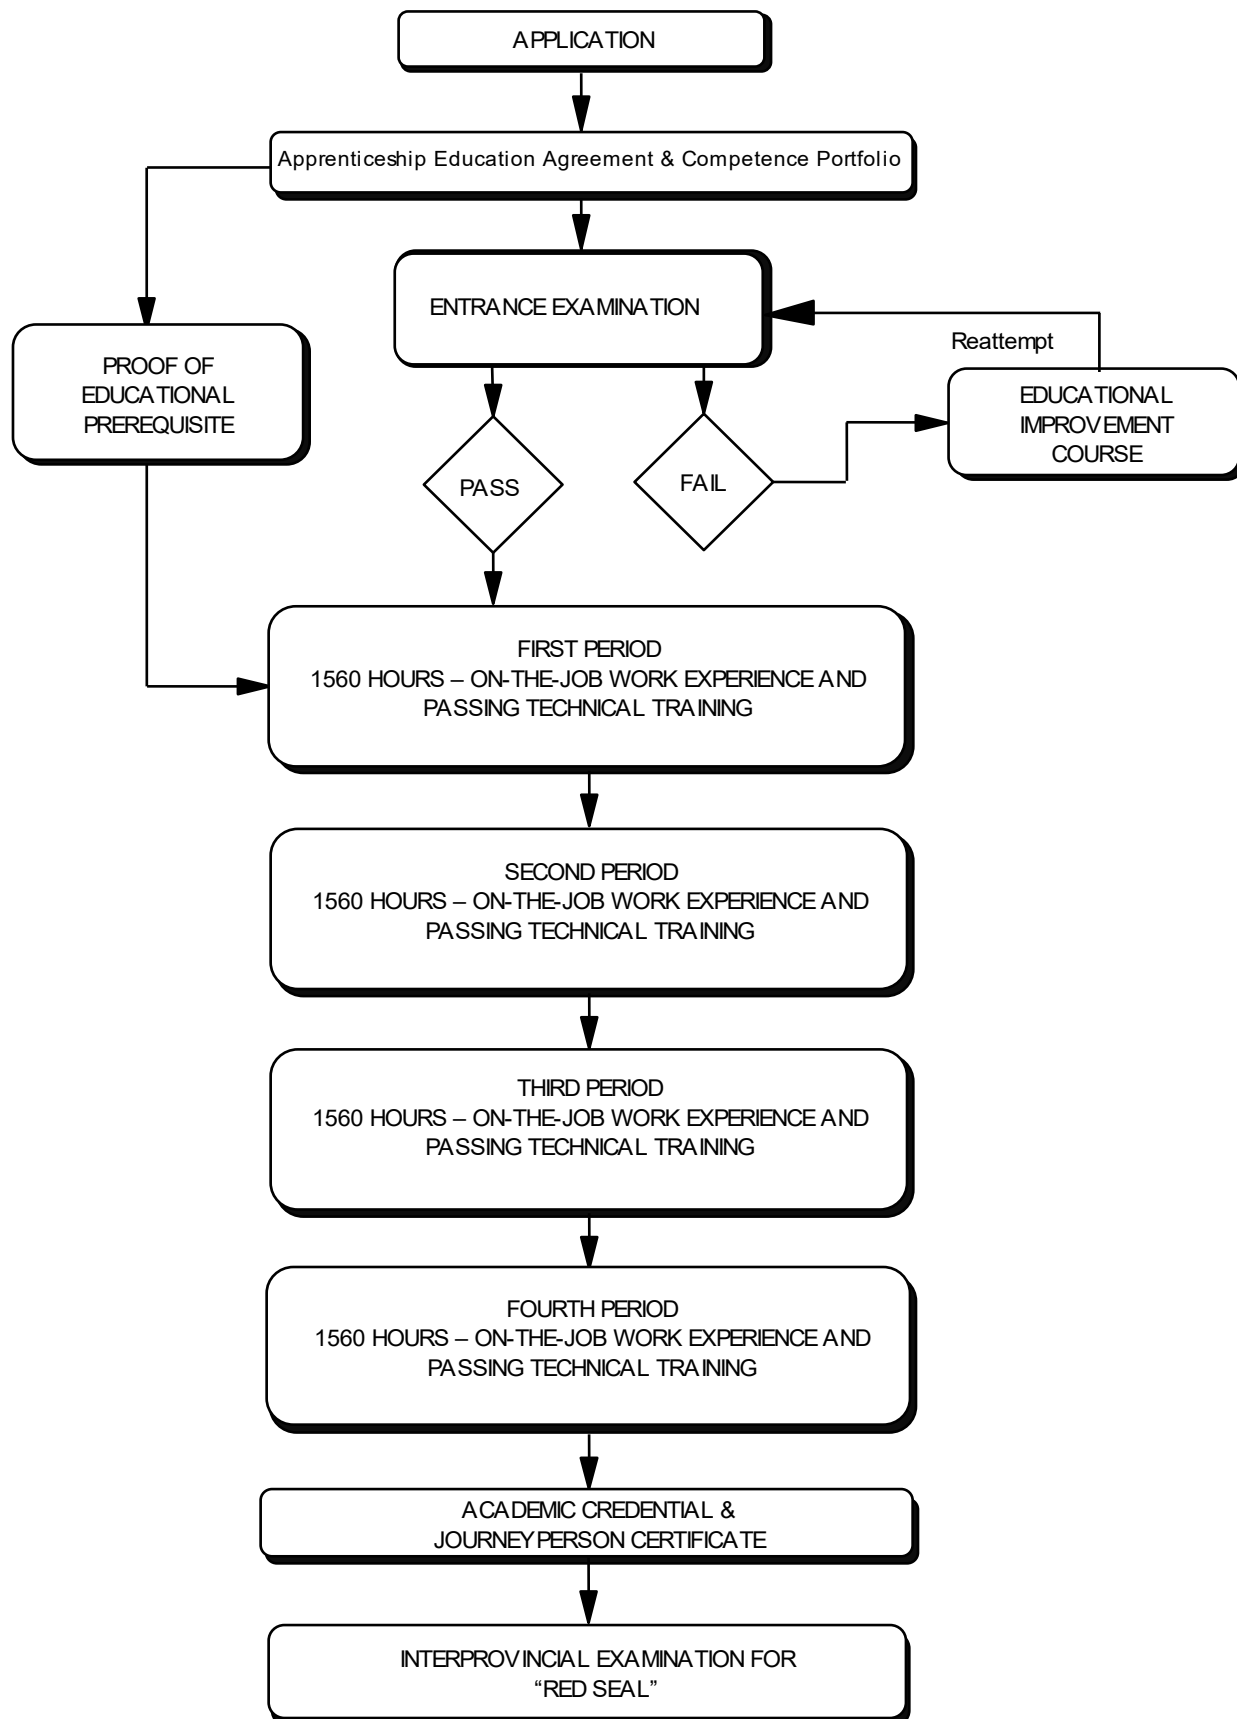 APPLICATION
Apprenticeship Education Agreement & Competence Portfolio
ENTRANCE EXAMINATION
Reattempt
PROOF OF
EDUCATIONAL
PREREQUISITE
EDUCATIONAL
IMPROVEMENT
COURSE
PASS
FAIL
FIRST PERIOD
1560 HOURS – ON-THE-JOB WORK EXPERIENCE AND
PASSING TECHNICAL TRAINING
SECOND PERIOD
1560 HOURS – ON-THE-JOB WORK EXPERIENCE AND
PASSING TECHNICAL TRAINING
THIRD PERIOD
1560 HOURS – ON-THE-JOB WORK EXPERIENCE AND
PASSING TECHNICAL TRAINING
FOURTH PERIOD
1560 HOURS – ON-THE-JOB WORK EXPERIENCE AND
PASSING TECHNICAL TRAINING
ACADEMIC CREDENTIAL &
JOURNEYPERSON CERTIFICATE
INTERPROVINCIAL EXAMINATION FOR
“RED SEAL”